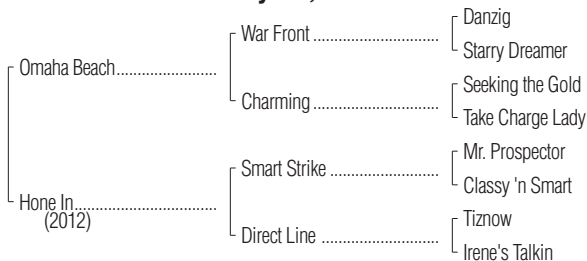 Danzig
War Front ................................
Starry Dreamer
Omaha Beach.........................
Seeking the Gold
Charming ................................
Take Charge Lady
Mr. Prospector
Smart Strike ............................
Classy 'n Smart
Hone In...................................
(2012)
Tiznow
Direct Line ..............................
Irene's Talkin